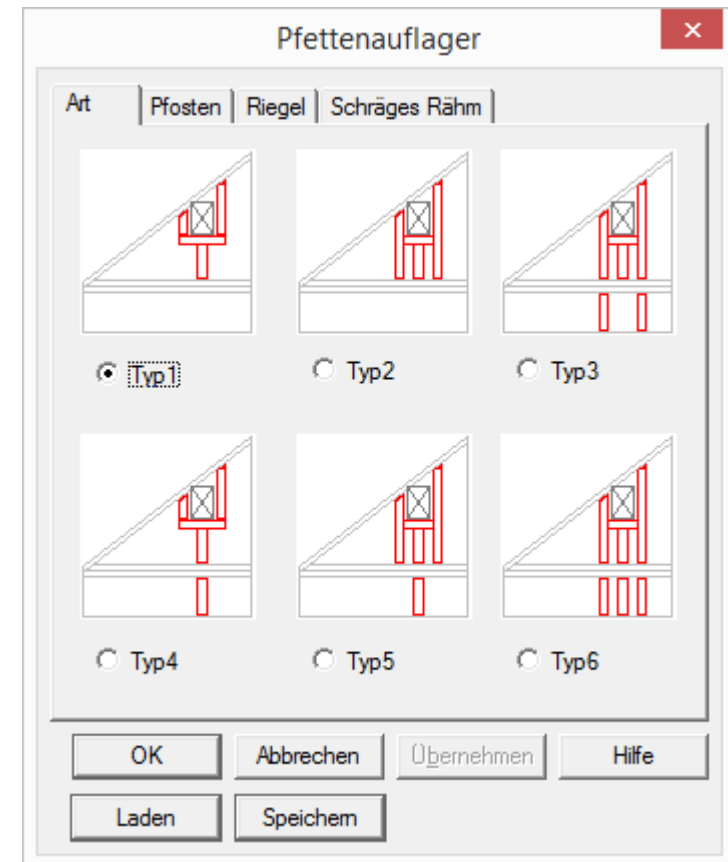 Pfettenauflager
Art Pfosten Riegel Schräges Rähm
Typ1 Typ2 Typ3
Typ4 Typ5 Typ6
OK Abbrechen Übernehmen Hilfe
Laden Speichern